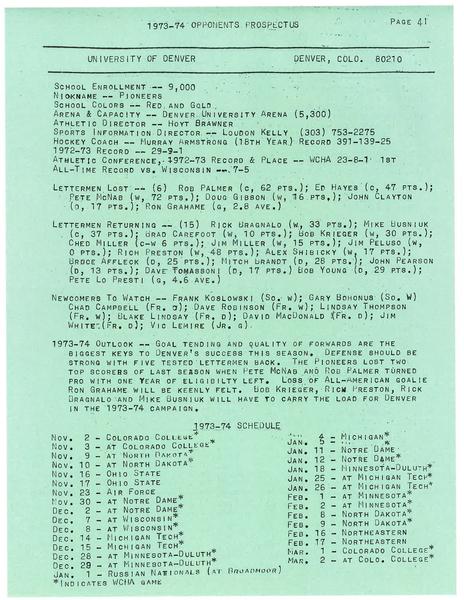 1973-74 OPPONENTS PROSPECTUS
PAGE 41
UNIVERSITY OF DENVER DENVER, COLO. 80210
SCHOOL ENROLLMENT -- 9,000
NICKNAME -- PIONEERS
SCHOOL COLORS -- RED AND GOLD
ARENA & CAPACITY -- DENVER UNIVERSITY ARENA (5,300)
ATHLETIC DIRECTOR -- HOYT BRAWNER
SPORTS INFORMATION DIRECTOR -- LOUDON KELLY (303) 753-2275
HOCKEY COACH -- MURRAY ARMSTRONG (18TH YEAR) RECORD 391-139-25
1972-73 RECORD -- 29-9-1
ATHLETIC CONFERENCE, 1972-73 RECORD & PLACE -- WCHA 23-8-1 1ST
ALL-TIME RECORD VS. WISCONSIN -- 7-5
LETTERMEN LOST -- (6) ROB PALMER (C, 62 PTS.); ED HAYES (C, 47 PTS.);
PETE MCNAB (W, 72 PTS.); DOUG GIBSON (W, 16 PTS.); JOHN CLAYTON
(D, 17 PTS.); RON GRAHAME (G, 2.8 AVE.)
LETTERMEN RETURNING -- (15) RICK BRAGNALO (W, 33 PTS.); MIKE BUSNIUK
(C, 37 PTS.); BRAD CAREFOOT (W, 10 PTS.); BOB KRIEGER (W, 30 PTS.);
CHED MILLER (C-W 6 PTS.); JIM MILLER (W, 15 PTS.); JIM PELUSO (W,
0 PTS.); RICH PRESTON (W, 48 PTS.); ALEX SHIBICKY (W, 17 PTS.);
BRUCE AFFLECK (D, 25 PTS.); MITCH BRANDT (D, 28 PTS.); JOHN PEARSON
(D, 13 PTS.); DAVE TOMASSONI (D, 17 PTS.) BOB YOUNG (D, 29 PTS.);
PETE LO PRESTI (G, 4.6 AVE.)
NEWCOMERS TO WATCH -- FRANK KOSLOWSKI (SO. W); GARY BOHONUS (SO. W)
CHAD CAMPBELL (FR. D); DAVE ROBINSON (FR. W); LINDSAY THOMPSON
(FR. W); BLAKE LINDSAY (FR. D); DAVID MACDONALD (FR. D); JIM
WHITE (FR. D); VIC LEMIRE (JR. G).
1973-74 OUTLOOK -- GOAL TENDING AND QUALITY OF FORWARDS ARE THE
BIGGEST KEYS TO DENVER'S SUCCESS THIS SEASON. DEFENSE SHOULD BE
STRONG WITH FIVE TESTED LETTERMEN BACK. THE PIONEERS LOST TWO
TOP SCORERS OF LAST SEASON WHEN PETE MCNAB AND ROB PALMER TURNED
PRO WITH ONE YEAR OF ELIGIBILTY LEFT. LOSS OF ALL-AMERICAN GOALIE
RON GRAHAME WILL BE KEENLY FELT. BOB KRIEGER, RICH PRESTON, RICK
BRAGNALO AND MIKE BUSNIUK WILL HAVE TO CARRY THE LOAD FOR DENVER
IN THE 1973-74 CAMPAIGN.
1973-74 SCHEDULE
NOV. 2 - COLORADO COLLEGE*
NOV. 3 - AT COLORADO COLLEGE*
NOV. 9 - AT NORTH DAKOTA*
NOV. 10 - AT NORTH DAKOTA*
NOV. 16 - OHIO STATE
NOV. 17 - OHIO STATE
NOV. 23 - AIR FORCE
NOV. 30 - AT NOTRE DAME*
DEC. 2 - AT NOTRE DAME*
DEC. 7 - AT WISCONSIN*
DEC. 8 - AT WISCONSIN*
DEC. 14 - MICHIGAN TECH*
DEC. 15 - MICHIGAN TECH*
DEC. 28 - AT MINNESOTA-DULUTH*
DEC. 29 - AT MINNESOTA-DULUTH*
JAN. 1 - RUSSIAN NATIONALS (AT BROADMOOR)
*INDICATES WCHA GAME
4 - MICHIGAN*
JAN. - MICHIGAN*
JAN. 11 - NOTRE DAME
JAN. 12 - NOTRE DAME*
JAN. 18 - MINNESOTA-DULUTH*
JAN. 25 - AT MICHIGAN TECH*
JAN. 26 - AT MICHIGAN TECH*
FEB. 1 - AT MINNESOTA*
FEB. 2 - AT MINNESOTA*
FEB. 8 - NORTH DAKOTA*
FEB. 9 - NORTH DAKOTA*
FEB. 16 - NORTHEASTERN
FEB. 17 - NORTHEASTERN
MAR. 1 - COLORADO COLLEGE*
MAR. 2 - AT COLO. COLLEGE*